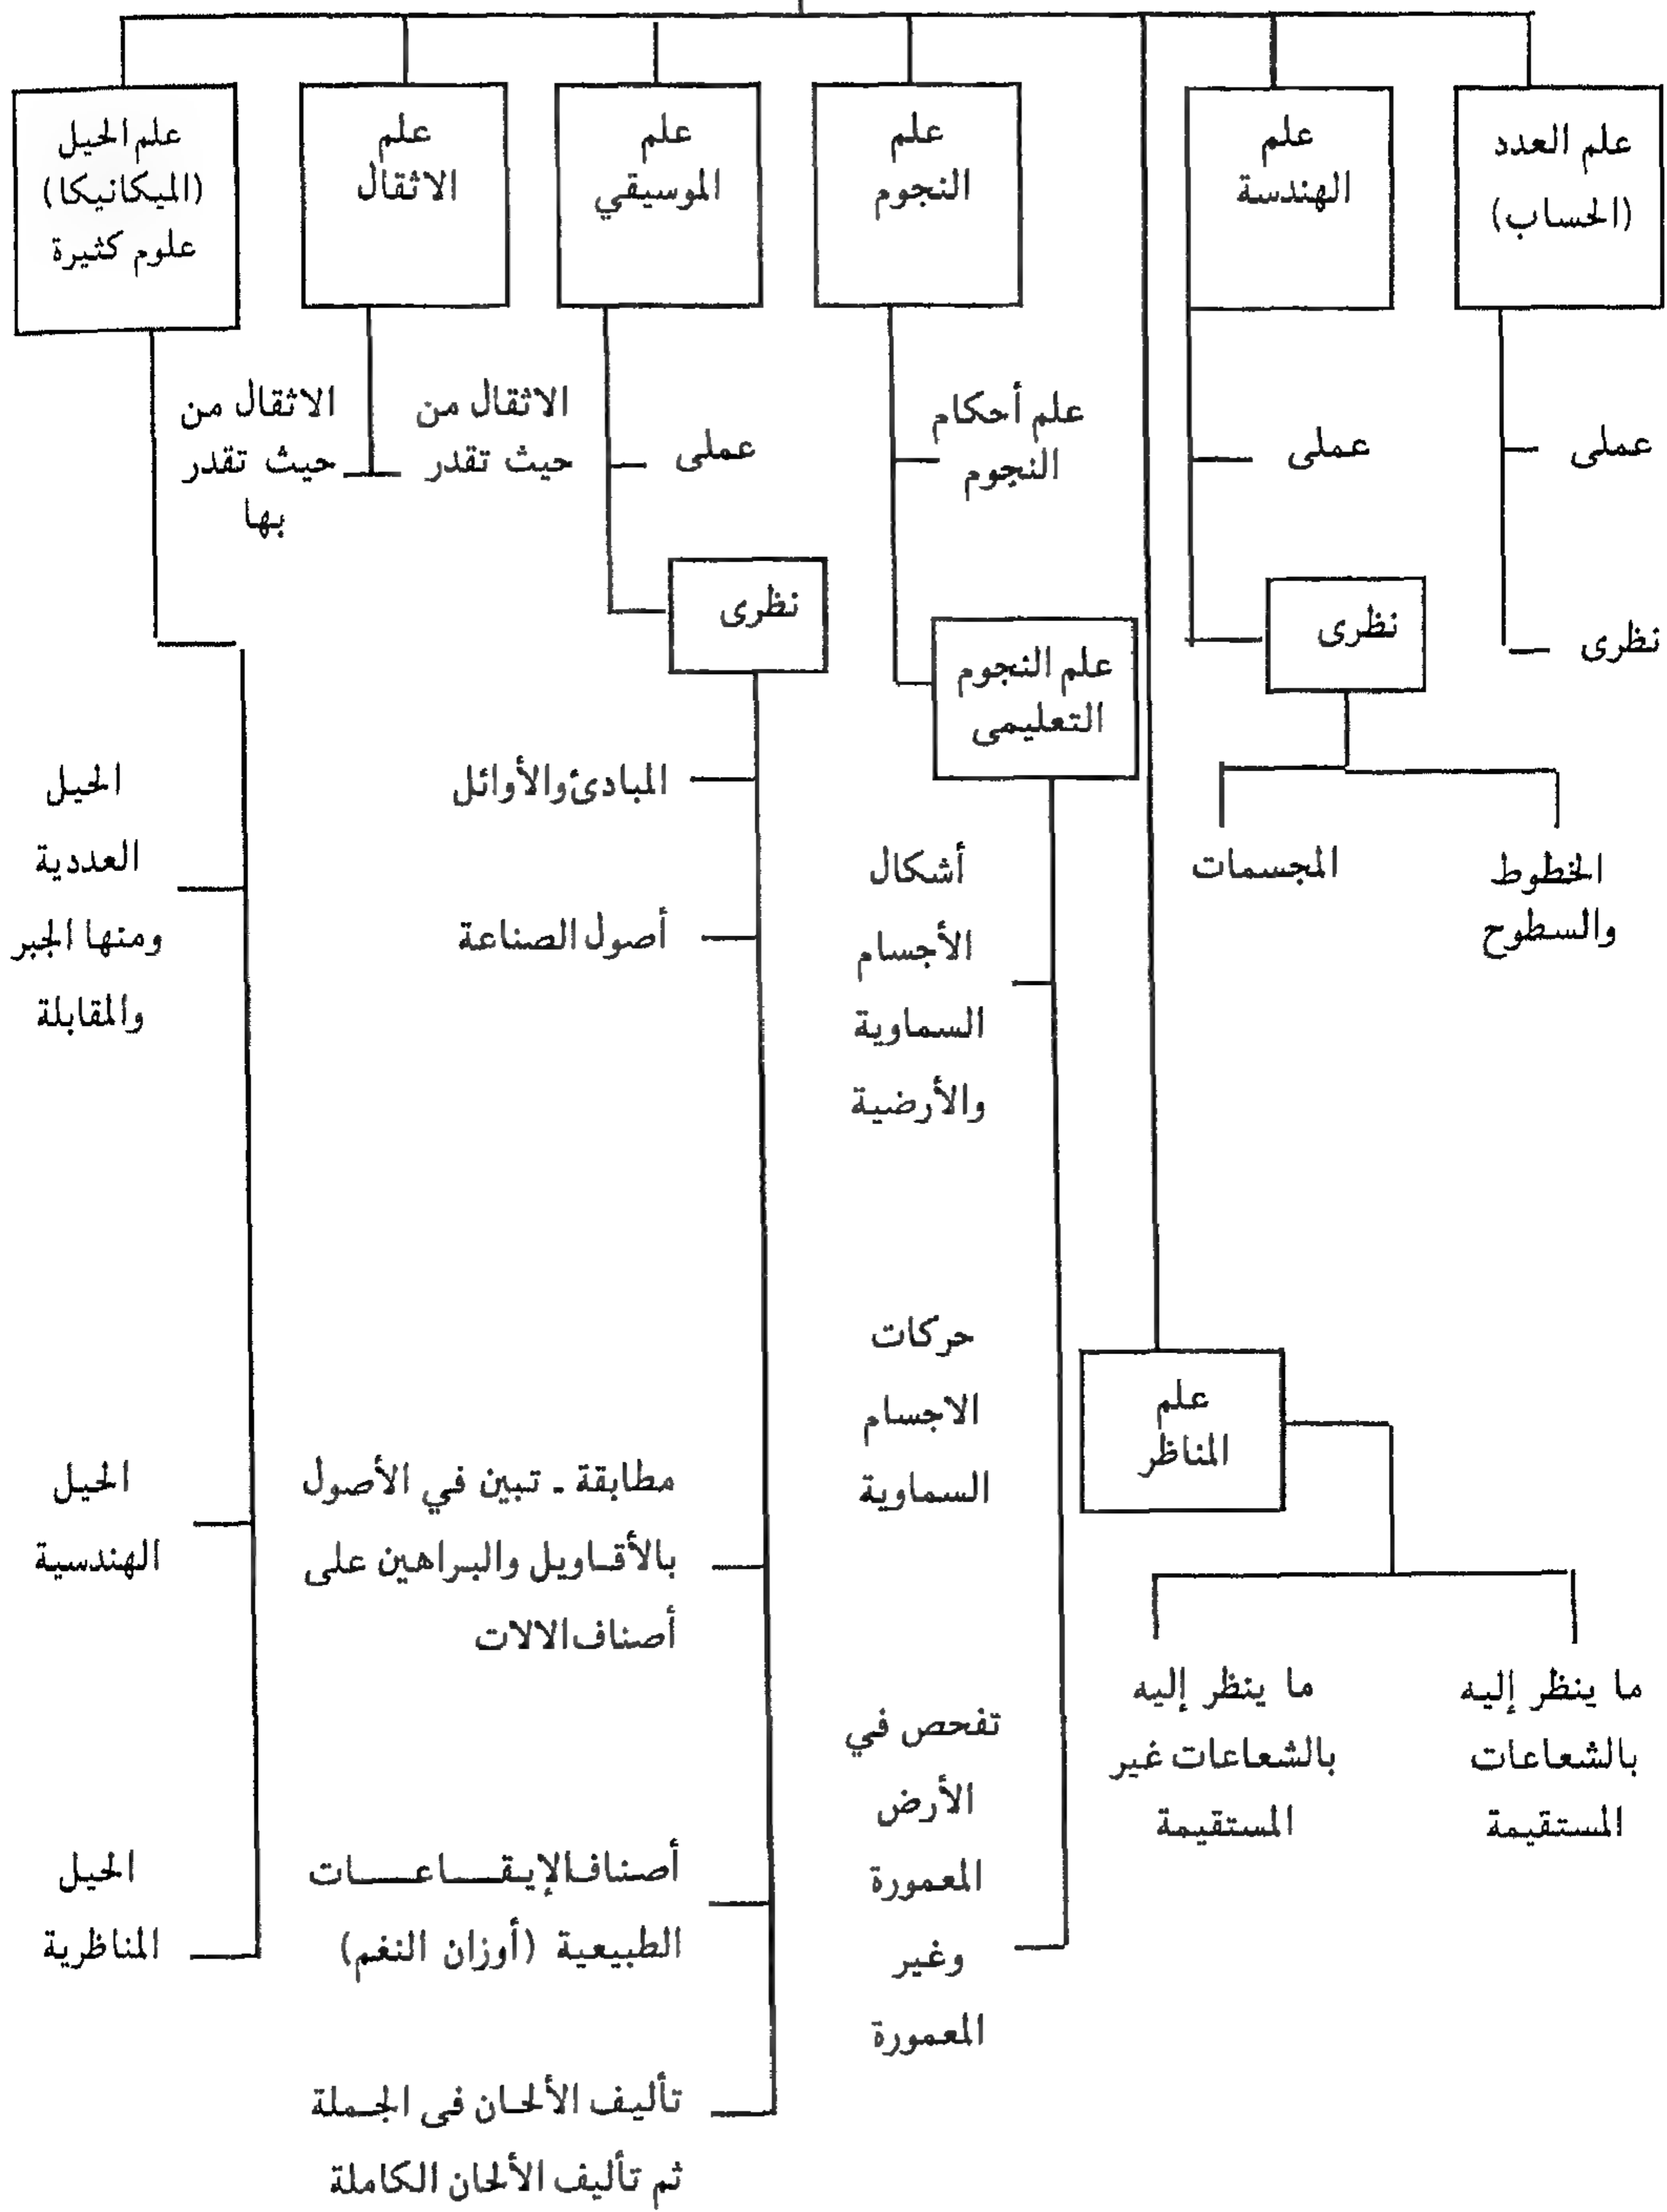 علم العدد
(الحساب)
عملى
نظرى
علم
الهندسة
عملى
نظرى
الخطوط
والسطوح
المجسمات
علم
المناظر
ما ينظر إليه
بالشعاعات
المستقيمة
ما ينظر إليه
بالشعاعات غير
المستقيمة
علم
النجوم
علم أحكام
النجوم
علم النجوم
التعليمى
أشكال
الأجسام
السماوية
والأرضية
حركات
الاجسام
السماوية
تفحص في
الأرض
المعمورة
وغير
المعمورة
علم
الموسيقي
عملى
نظرى
المبادئ والأوائل
أصول الصناعة
مطابقة - تبين في الأصول
بالأقاويل والبراهين على
أصناف الالات
أصناف الإيقاعات
الطبيعية (أوزان النغم)
تأليف الألحان فى الجملة
ثم تأليف الألحان الكاملة
علم
الاثقال
الاثقال من
حيث تقدر
الاثقال من
حيث تقدر
بها
علم الحيل
(الميكانيكا)
علوم كثيرة
الحيل
العددية
ومنها الجبر
والمقابلة
الحيل
الهندسية
الحيل
المناظرية